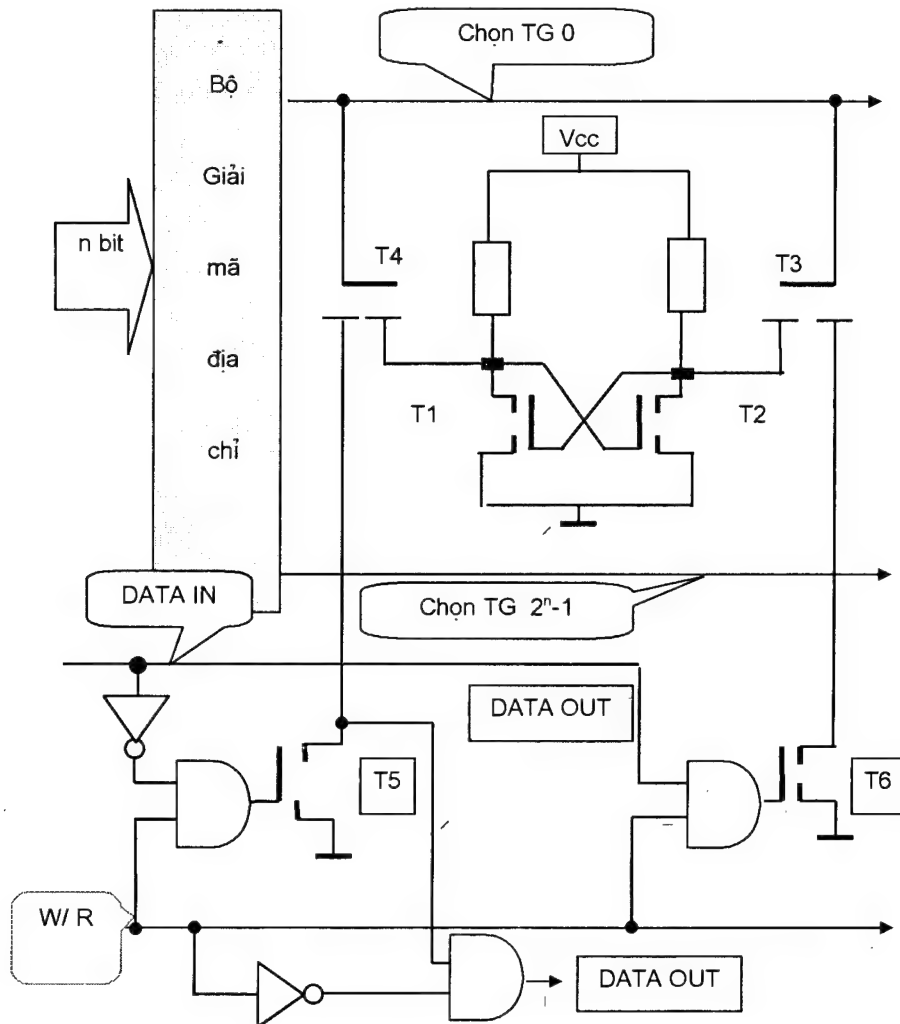 Chọn TG 0
Bộ
Giải
mã
địa
chỉ
n bit
Vcc
T4
T3
T1
T2
DATA IN
Chọn TG 2ⁿ-1
DATA OUT
T5
T6
W/ R
DATA OUT